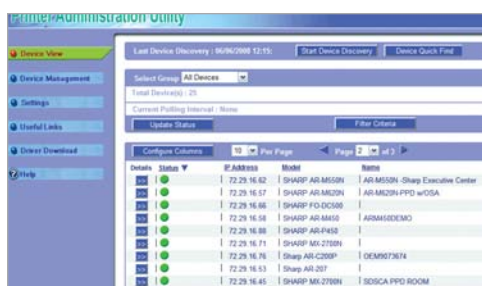 Printer Administration Utility
Device View
Last Device Discovery : 06/06/2008 12:15:
Start Device Discovery
Device Quick Find
Device Management
Select Group All Devices
Total Device(s) : 25
Settings
Current Polling Interval : None
Useful Links
Update Status
Filter Criteria
Driver Download
Configure Columns
10 Per Page
Page 2 of 3
Help
Details Status IP Address Model Name
>> 72.29.16.62 SHARP AR-M550N AR-M550N -Sharp Executive Center
>> 72.29.16.57 SHARP AR-M620N AR-M620N-PPD w/OSA
>> 72.29.16.66 SHARP FO-DC500
>> 72.29.16.58 SHARP AR-M450 ARM450DEMO
>> 72.29.16.88 SHARP AR-P450
>> 72.29.16.71 SHARP MX-2700N
>> 72.29.16.76 Sharp AR-C200P OEM9073674
>> 72.29.16.53 Sharp AR-207
>> 72.29.16.45 SHARP MX-2700N SDSCA PPD ROOM